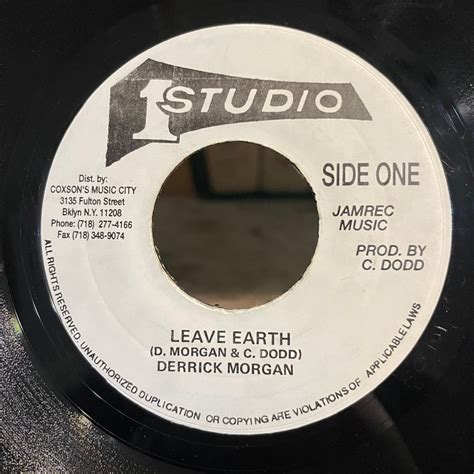 1 STUDIO
Dist. by:
COXSON'S MUSIC CITY
3135 Fulton Street
Bklyn N.Y. 11208
Phone: (718) 277-4166
Fax (718) 348-9074
SIDE ONE
JAMREC
MUSIC
PROD. BY
C. DODD
LEAVE EARTH
(D. MORGAN & C. DODD)
DERRICK MORGAN
ALL RIGHTS RESERVED. UNAUTHORIZED DUPLICATION OR COPYING ARE VIOLATIONS OF APPLICABLE LAWS